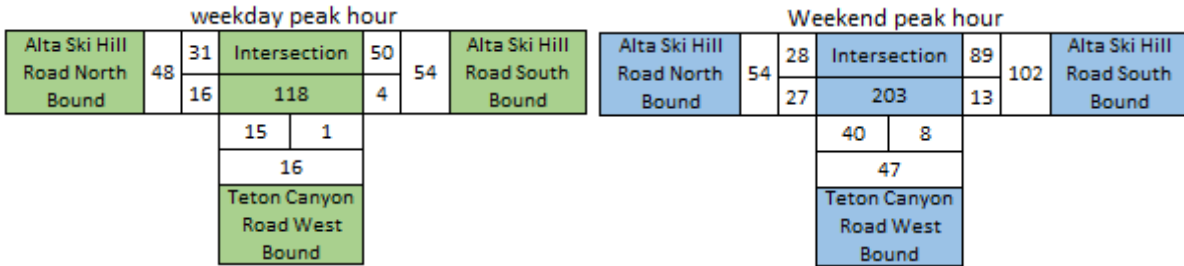 weekday peak hour
Alta Ski Hill
Road North
Bound
48
31
16
Intersection
118
50
4
54
Alta Ski Hill
Road South
Bound
15 1
16
Teton Canyon
Road West
Bound
Weekend peak hour
Alta Ski Hill
Road North
Bound
54
28
27
Intersection
203
89
13
102
Alta Ski Hill
Road South
Bound
40 8
47
Teton Canyon
Road West
Bound